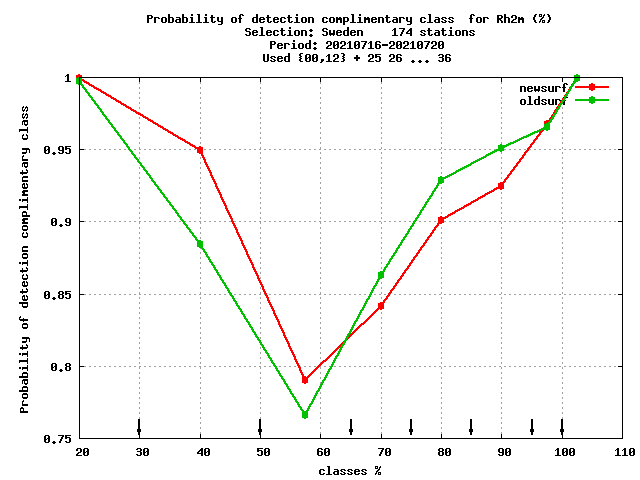 Probability of detection complimentary class  for Rh2m (%)
Selection: Sweden    174 stations
Period: 20210716-20210720
Used {00,12} + 25 26 ... 36
newsurf
oldsurf
Probability of detection complimentary class
1
0.95
0.9
0.85
0.8
0.75
20 30 40 50 60 70 80 90 100 110
classes %